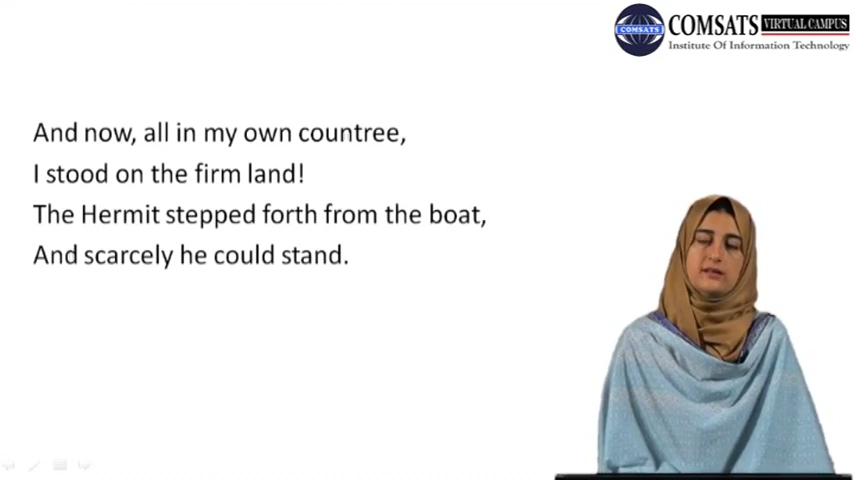 COMSATS VIRTUAL CAMPUS
COMSATS
Institute Of Information Technology
And now, all in my own countree,
I stood on the firm land!
The Hermit stepped forth from the boat,
And scarcely he could stand.